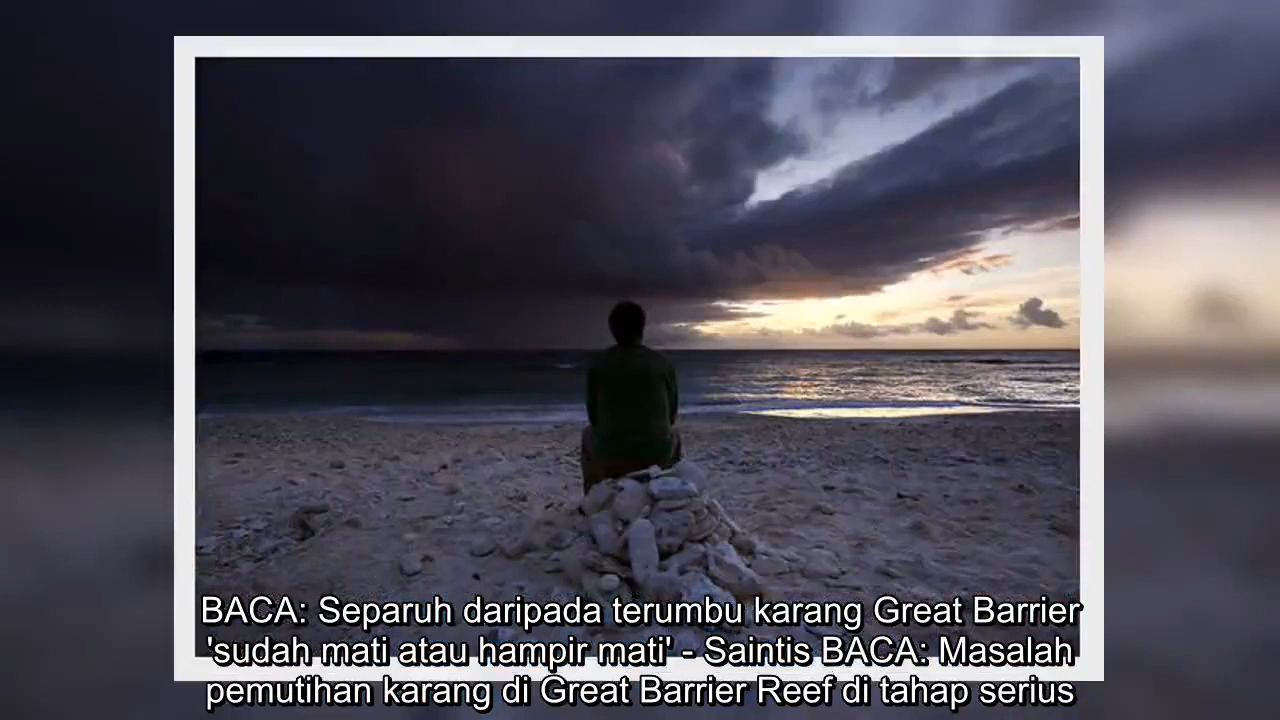 BACA: Separuh daripada terumbu karang Great Barrier
'sudah mati atau hampir mati' - Saintis BACA: Masalah
pemutihan karang di Great Barrier Reef di tahap serius